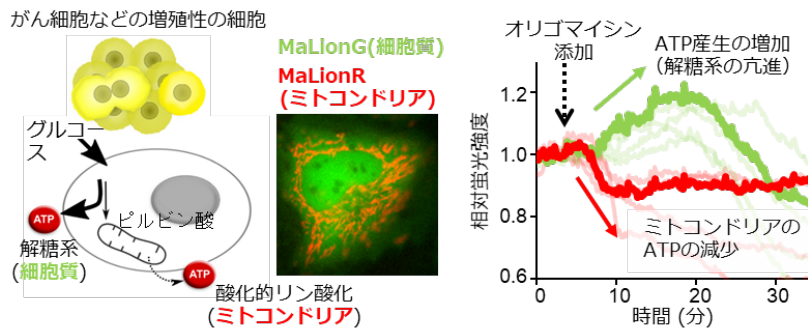 がん細胞などの増殖性の細胞
グルコー
ス
ATP
ピルビン酸
解糖系
(細胞質)
ATP
酸化的リン酸化
(ミトコンドリア)
MaLionG(細胞質)
MaLionR
(ミトコンドリア)
オリゴマイシン
添加
ATP産生の増加
(解糖系の亢進)
1.2
1.0
0.8
0.6
相対蛍光強度
ミトコンドリアの
ATPの減少
0
10
20
30
時間 (分)